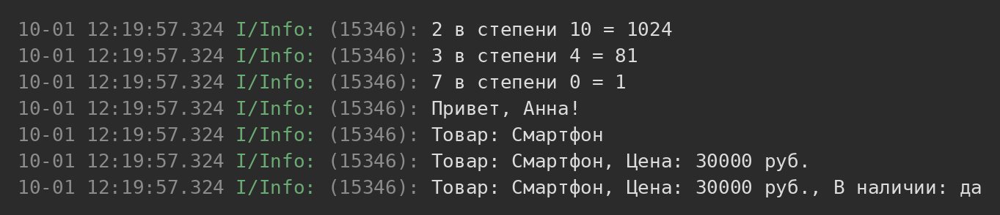 10-01 12:19:57.324 I/Info: (15346): 2 в степени 10 = 1024
10-01 12:19:57.324 I/Info: (15346): 3 в степени 4 = 81
10-01 12:19:57.324 I/Info: (15346): 7 в степени 0 = 1
10-01 12:19:57.324 I/Info: (15346): Привет, Анна!
10-01 12:19:57.324 I/Info: (15346): Товар: Смартфон
10-01 12:19:57.324 I/Info: (15346): Товар: Смартфон, Цена: 30000 руб.
10-01 12:19:57.324 I/Info: (15346): Товар: Смартфон, Цена: 30000 руб., В наличии: да